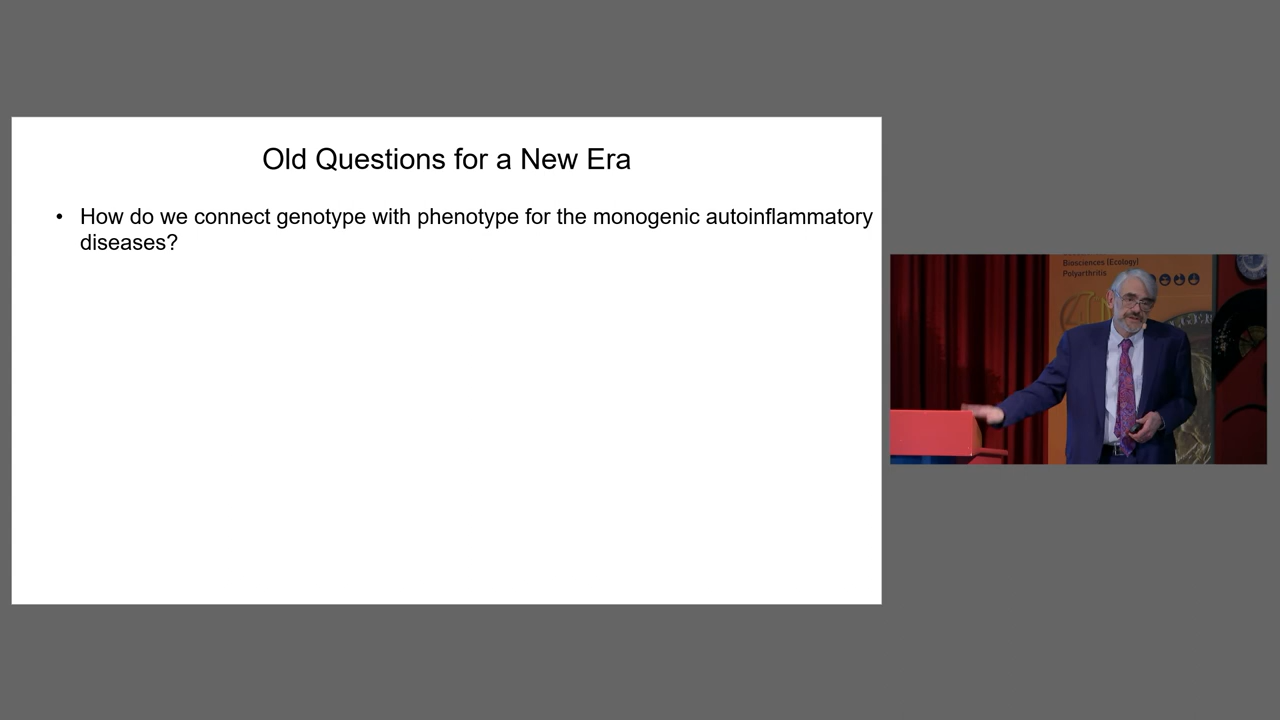 Old Questions for a New Era
• How do we connect genotype with phenotype for the monogenic autoinflammatory
diseases?
Biosciences (Ecology)
Polyarthritis